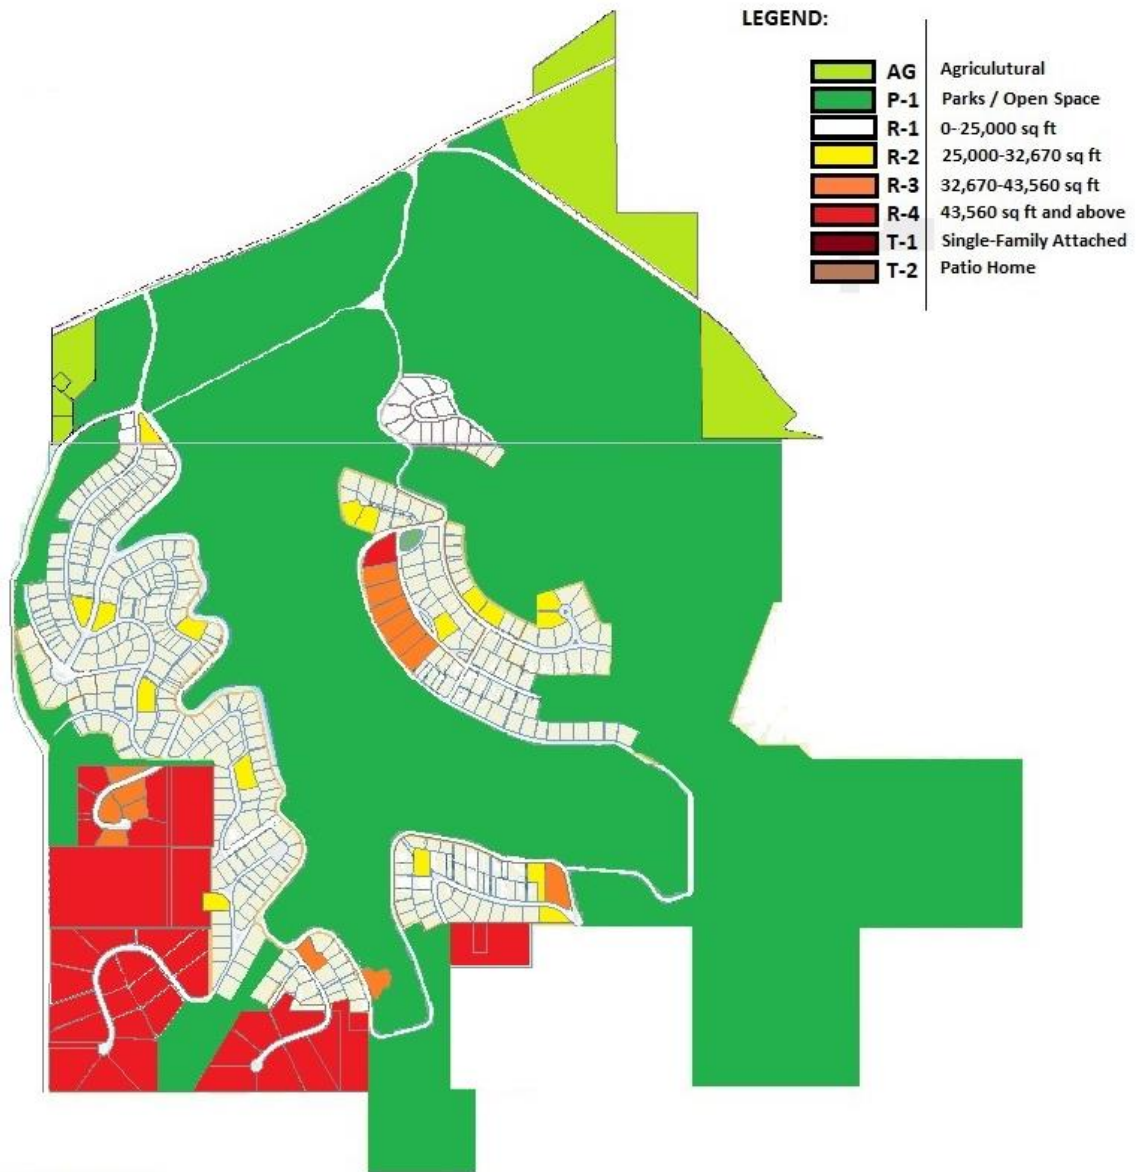 LEGEND:
AG Agriculutural
P-1 Parks / Open Space
R-1 0-25,000 sq ft
R-2 25,000-32,670 sq ft
R-3 32,670-43,560 sq ft
R-4 43,560 sq ft and above
T-1 Single-Family Attached
T-2 Patio Home